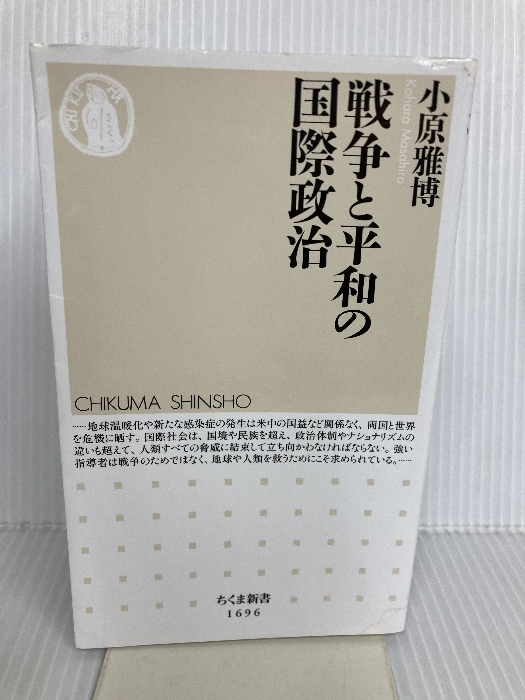 小原雅博
Kohara Masahiro
戦争と平和の
国際政治
CHIKUMA
CHIKUMA SHINSHO
……地球温暖化や新たな感染症の発生は米中の国益など関係なく、両国と世界
を危機に晒す。国際社会は、国境や民族を超え、政治体制やナショナリズムの
違いも超えて、人類すべての脅威に結束して立ち向かわなければならない。強い
指導者は戦争のためではなく、地球や人類を救うためにこそ求められている。……
ちくま新書
1696